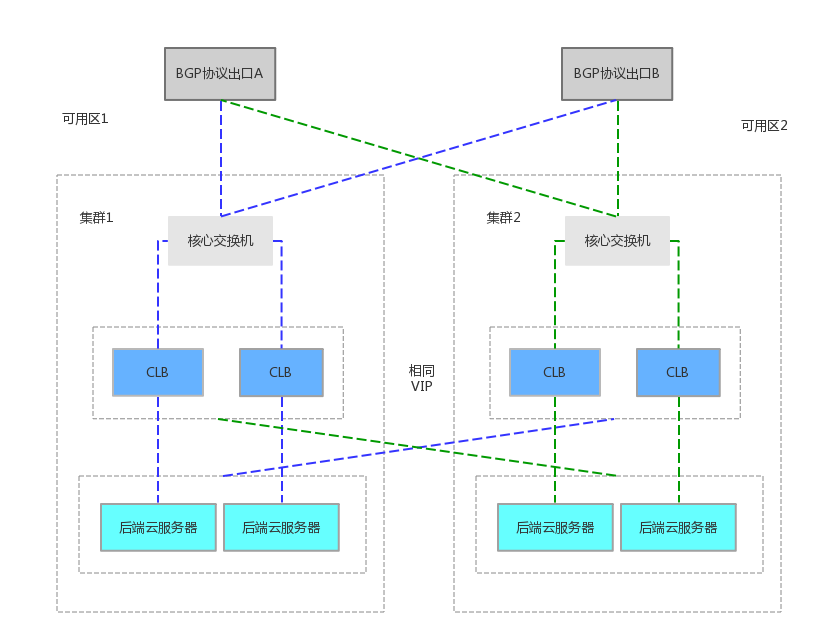 BGP协议出口A
BGP协议出口B
可用区1
可用区2
集群1
集群2
核心交换机
核心交换机
CLB
CLB
相同
VIP
CLB
CLB
后端云服务器
后端云服务器
后端云服务器
后端云服务器